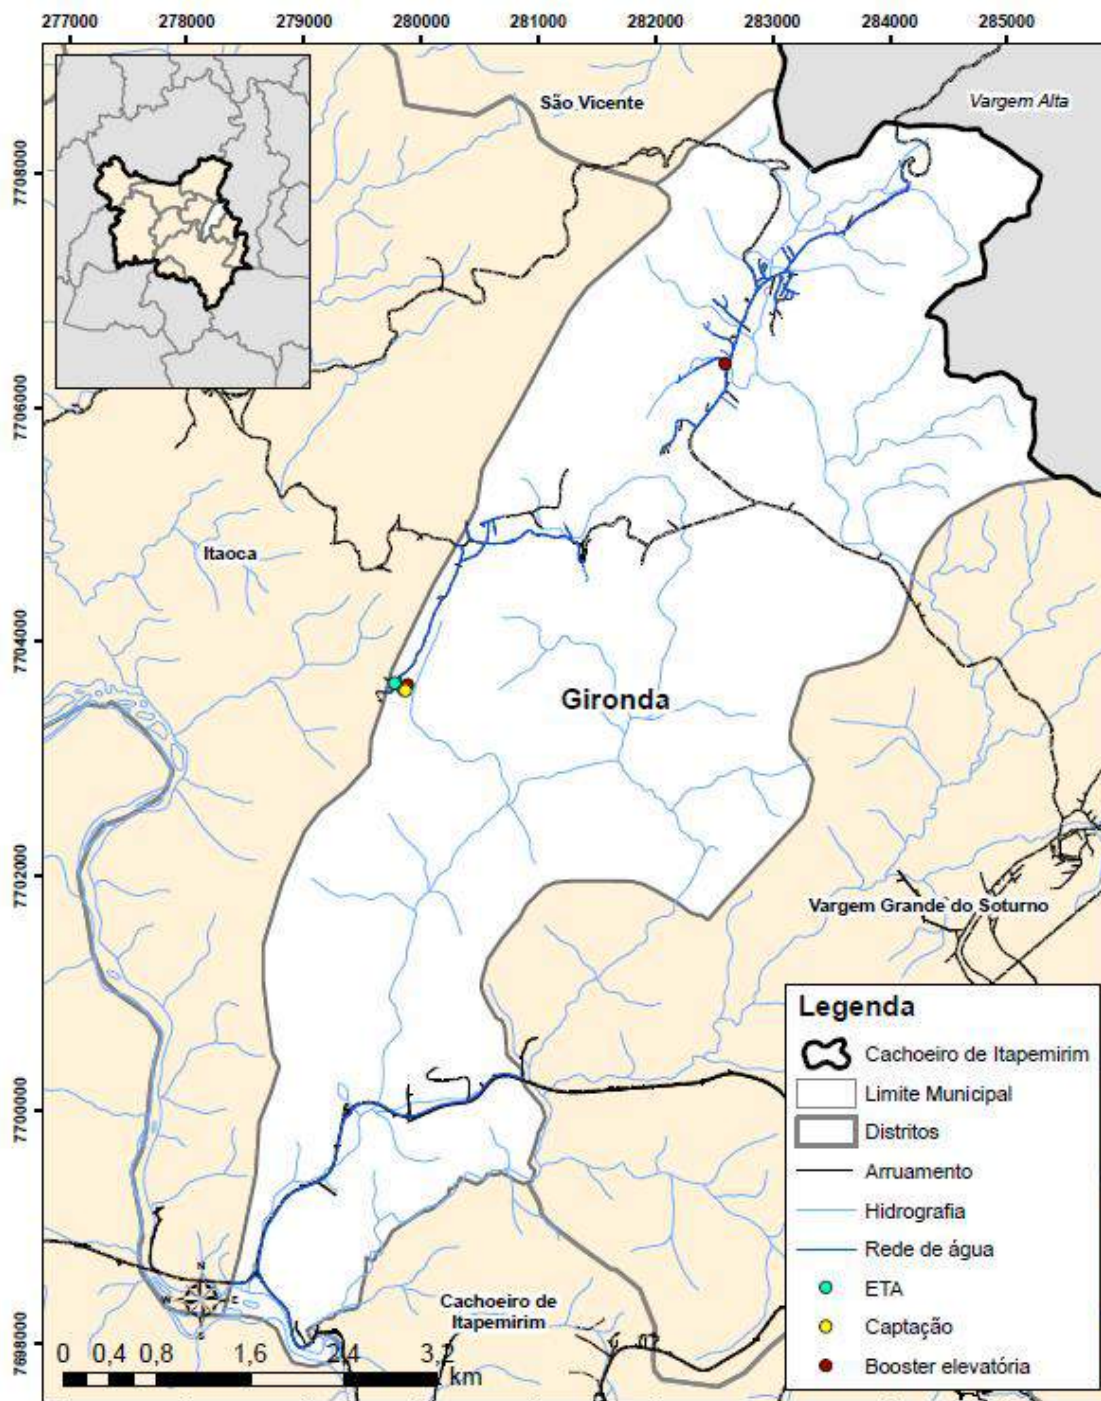 277000 278000 279000 280000 281000 282000 283000 284000 285000
São Vicente
Vargem Alta
7708000
7706000
Itaoca
7704000
Gironda
7702000
Vargem Grande do Soturno
Legenda
Cachoeiro de Itapemirim
Limite Municipal
7700000
Distritos
Arruamento
Hidrografia
Rede de água
N
W E
S
ETA
Cachoeiro de
Itapemirim
Captação
7698000
0 0,4 0,8 1,6 2,4 3,2
km
Booster elevatória